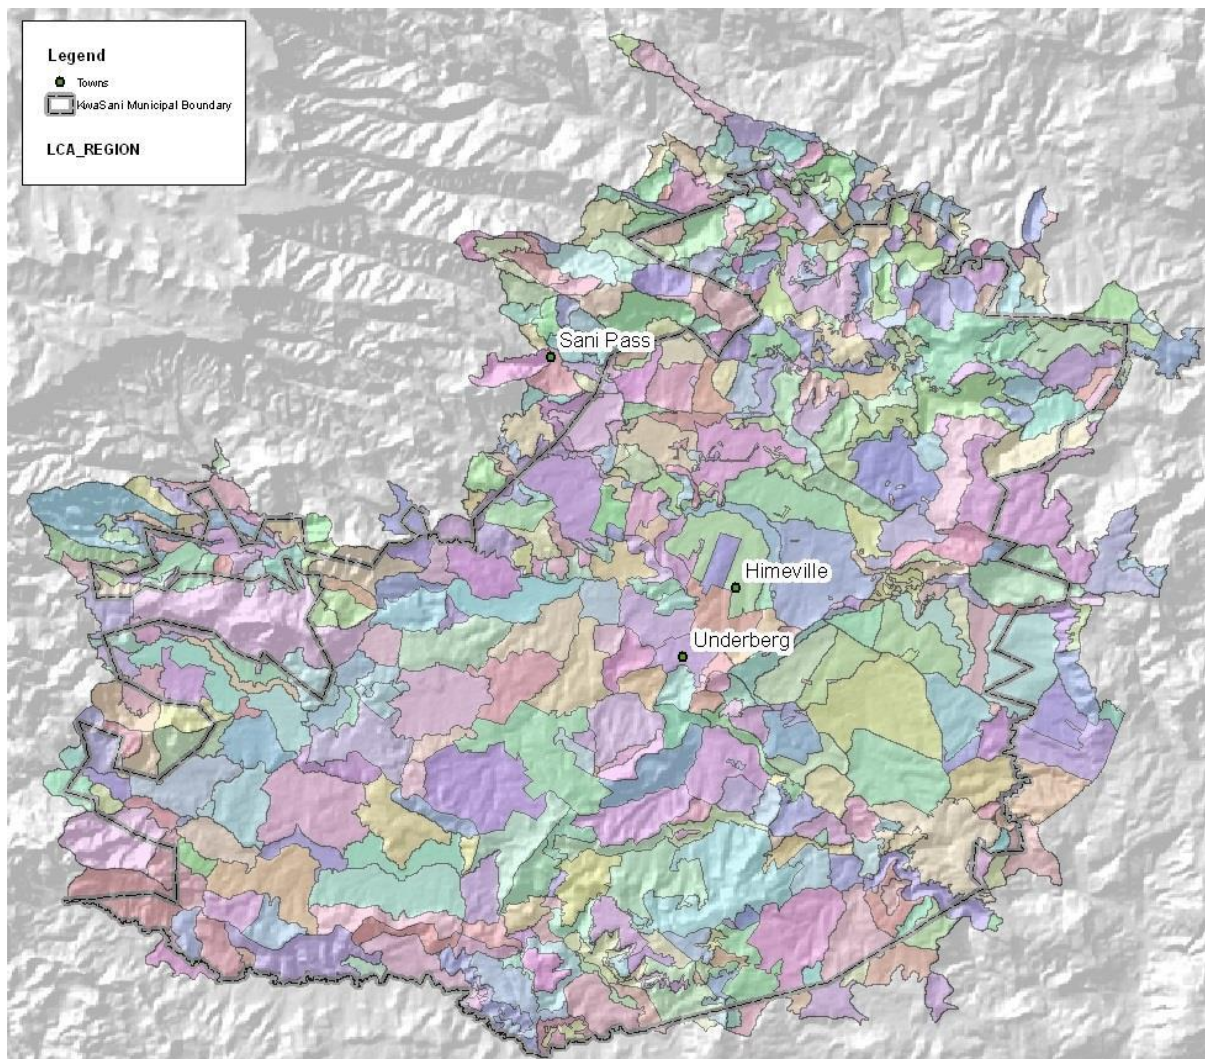 Legend
Towns
KwaSani Municipal Boundary
LCA_REGION
Sani Pass
Himeville
Underberg